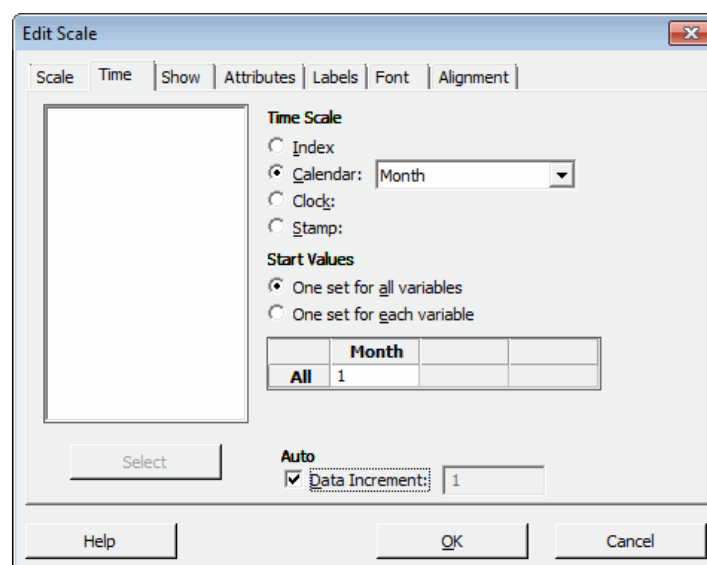 Edit Scale
Scale Time Show Attributes Labels Font Alignment
Time Scale
Index
Calendar: Month
Clock:
Stamp:
Start Values
One set for all variables
One set for each variable
Month
All 1
Select
Auto
Data Increment: 1
Help OK Cancel